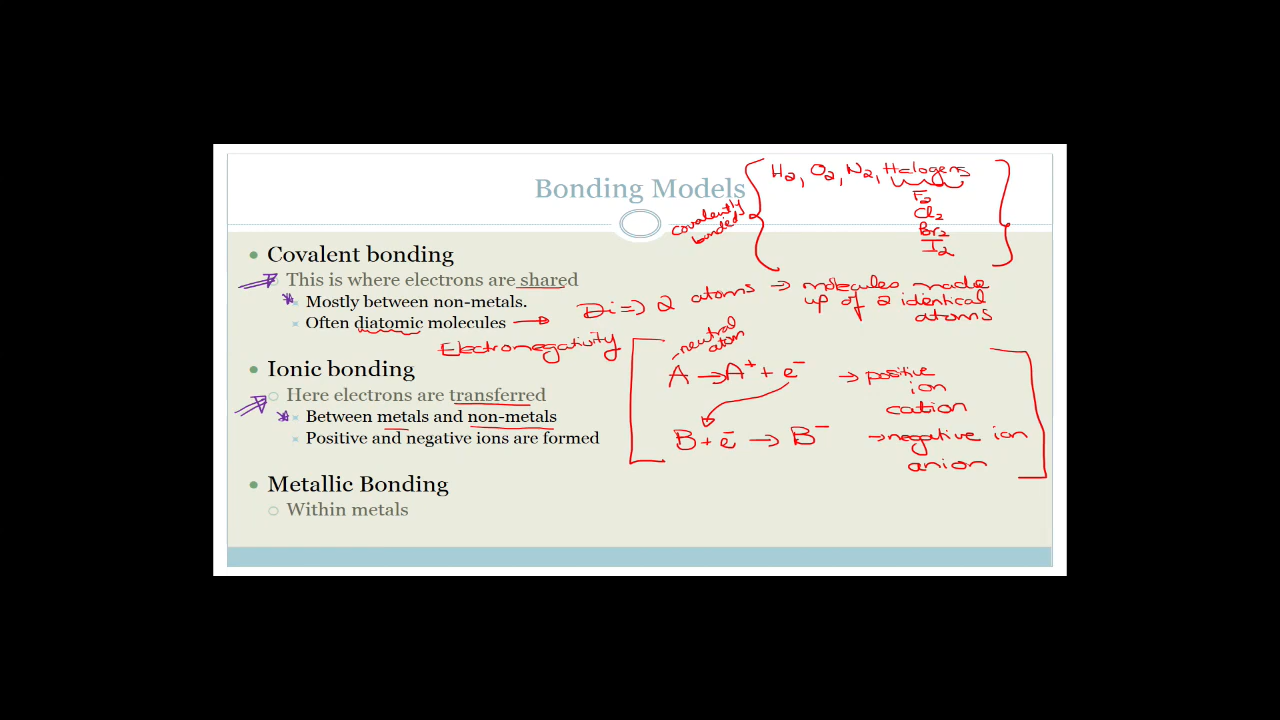 Bonding Models
H2, O2, N2, Halogens
F2
Cl2
Br2
I2
covalently
bonded
Covalent bonding
This is where electrons are shared
Mostly between non-metals.
Often diatomic molecules
Di => 2 atoms → molecules made
up of 2 identical
atoms
Electronegativity
neutral
atom
A → A⁺ + e⁻ → positive
ion
cation
B + e⁻ → B⁻ → negative ion
anion
Ionic bonding
Here electrons are transferred
Between metals and non-metals
Positive and negative ions are formed
Metallic Bonding
Within metals